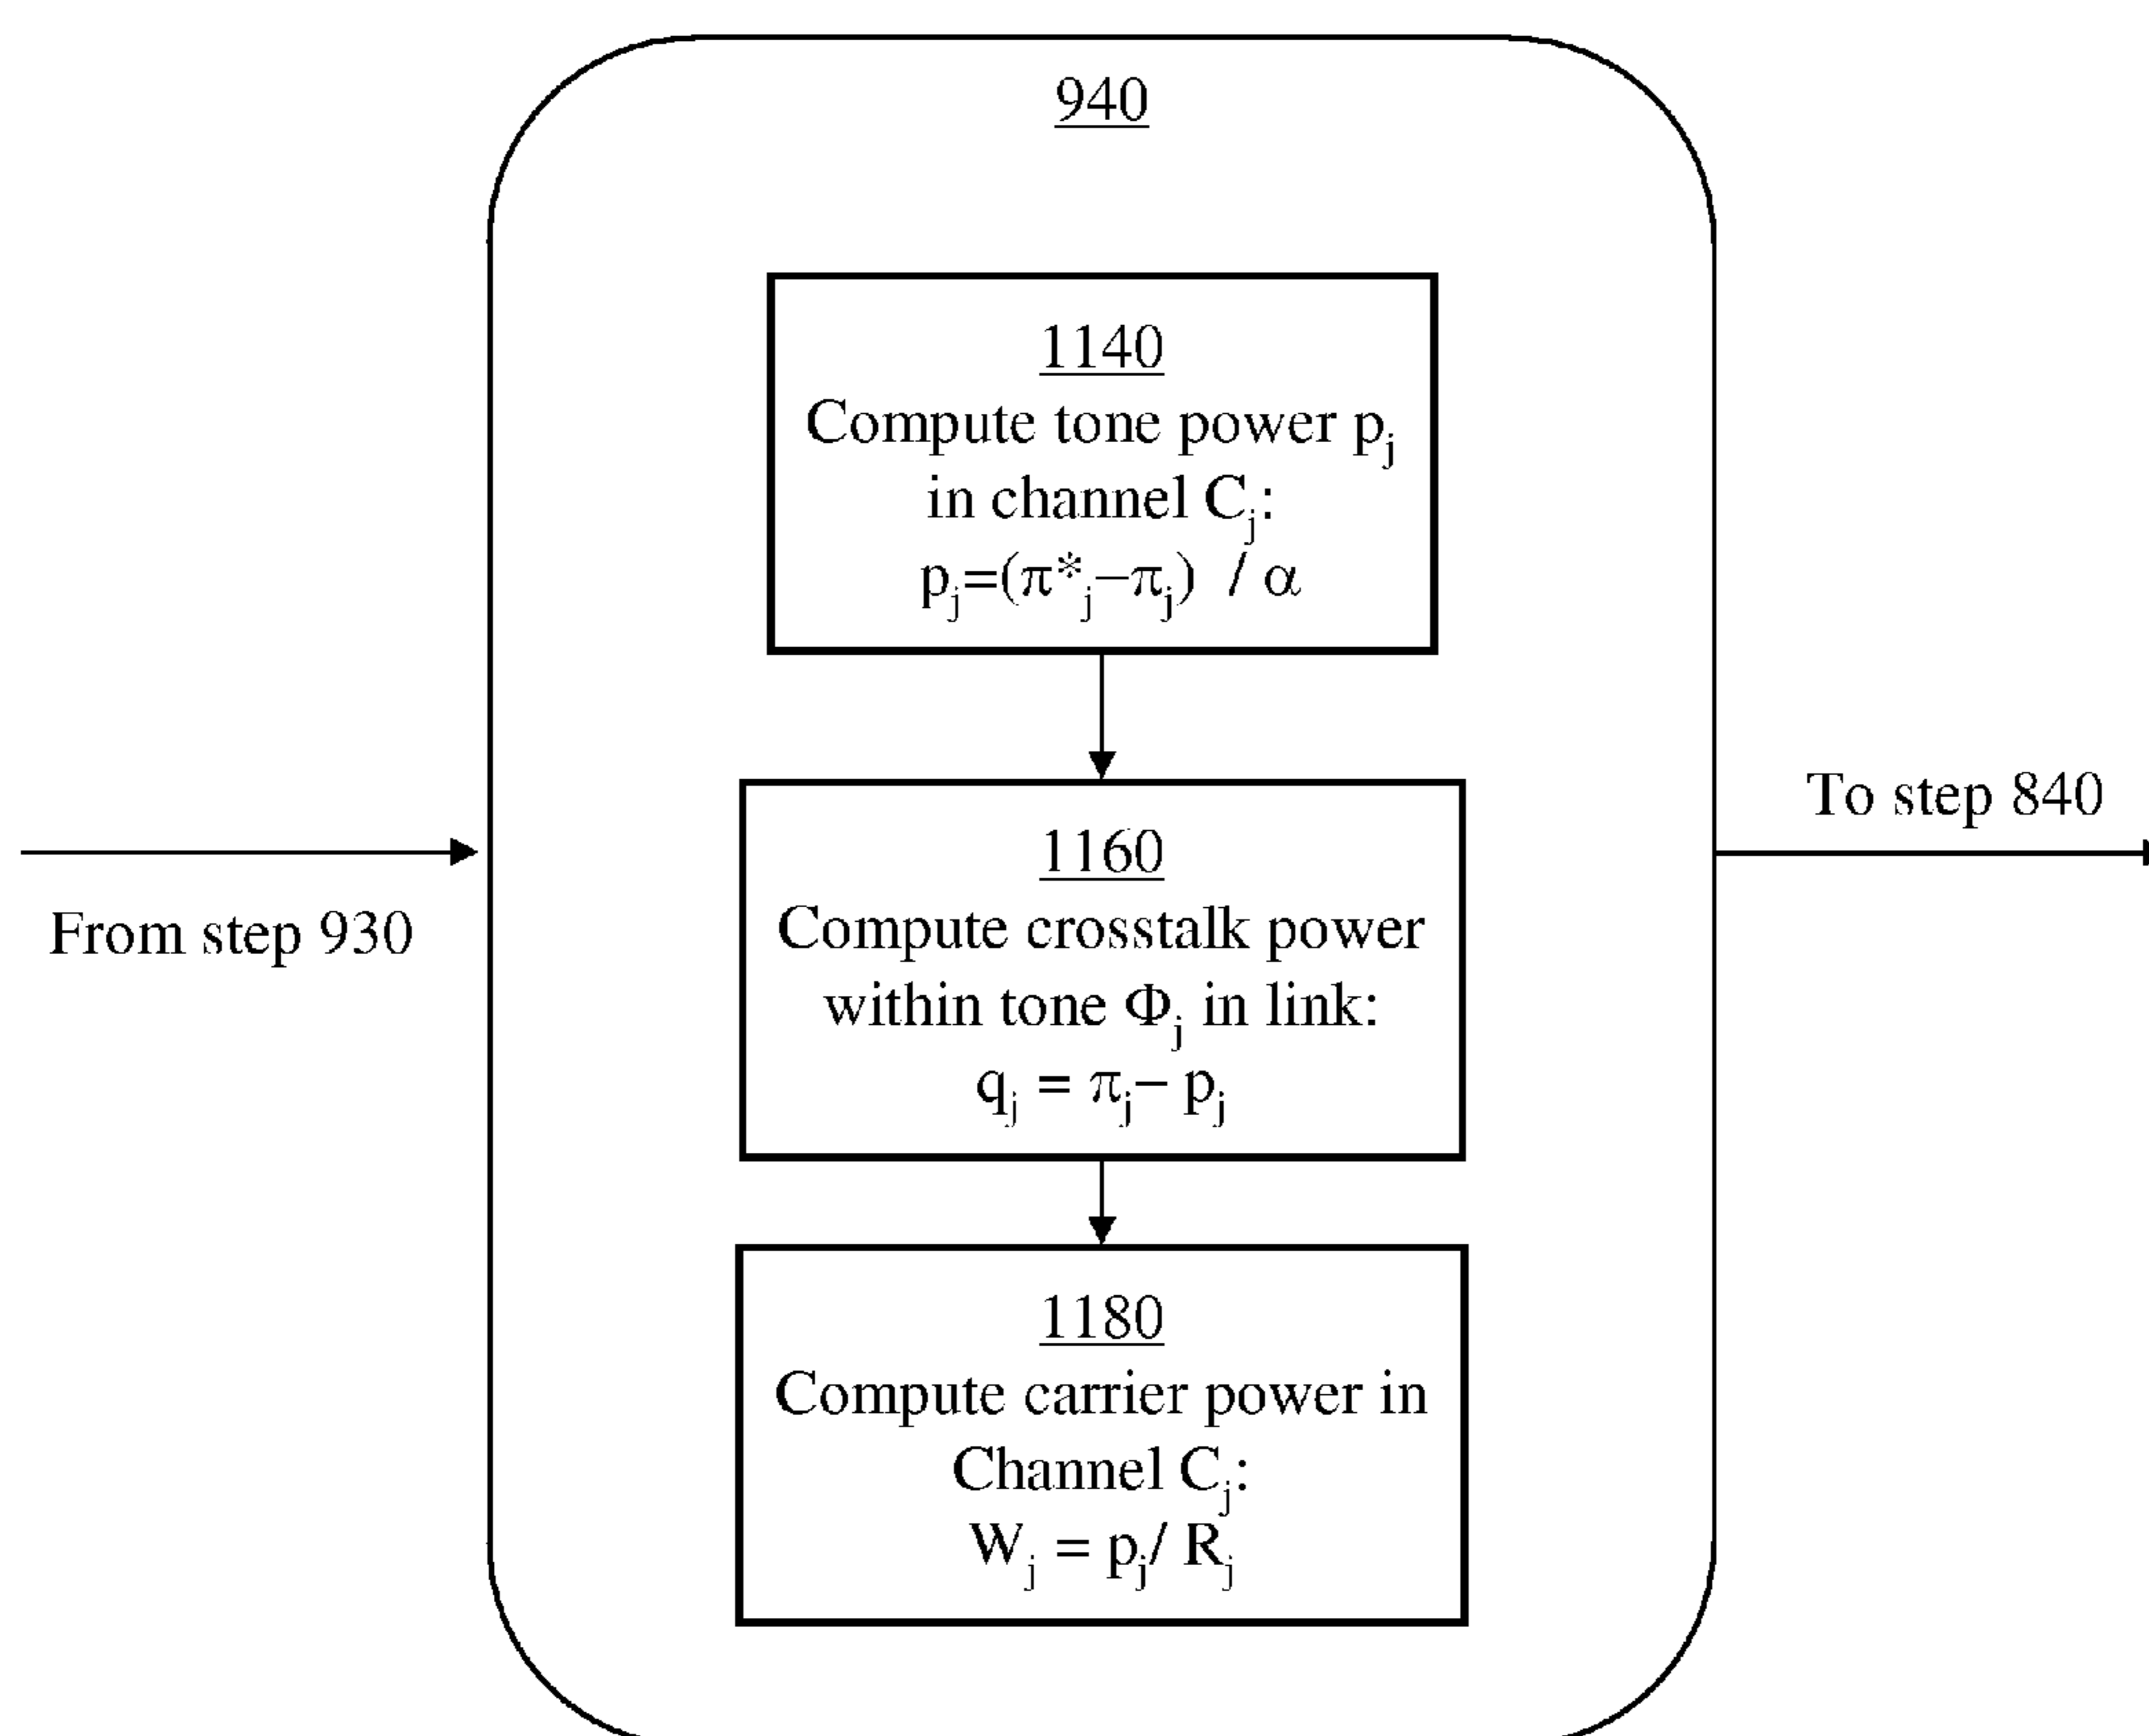 940
1140
Compute tone power pj
in channel Cj:
pj=(π*j−πj) / α
1160
Compute crosstalk power
within tone Φj in link:
qj = πj− pj
1180
Compute carrier power in
Channel Cj:
Wj = pj/ Rj
From step 930
To step 840